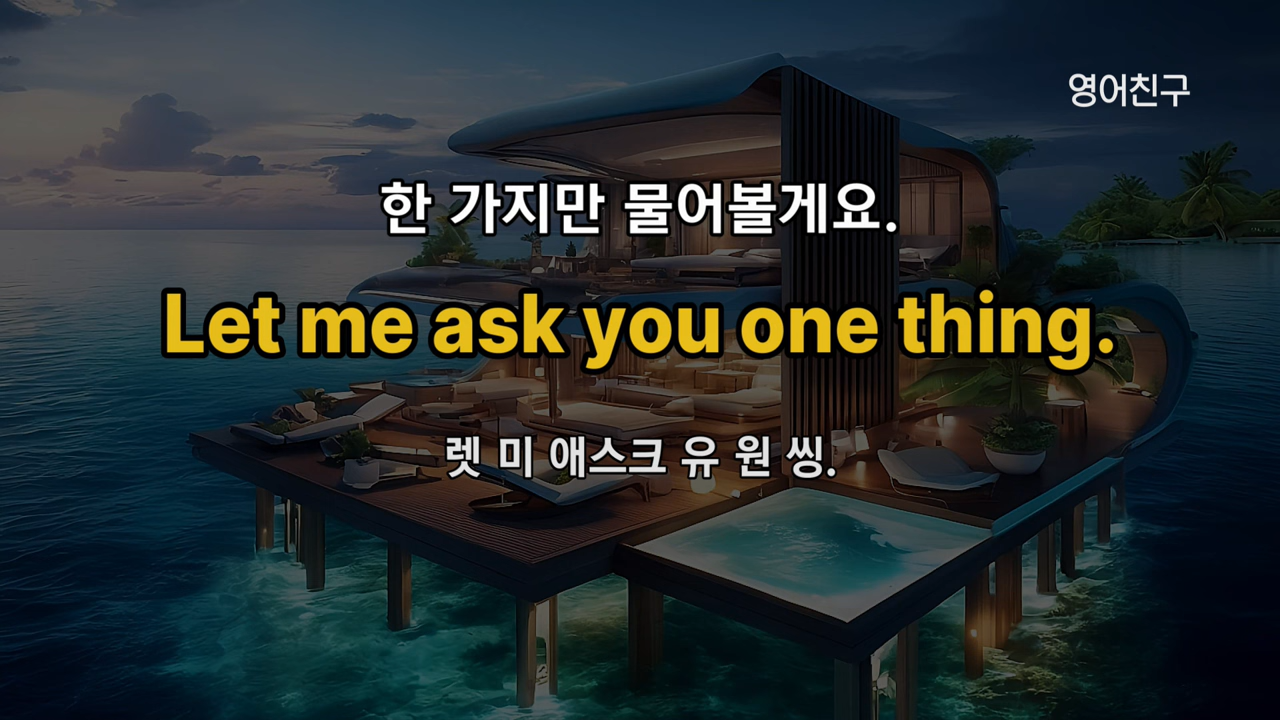 영어친구
한 가지만 물어볼게요.
Let me ask you one thing.
렛 미 애스크 유 원 씽.